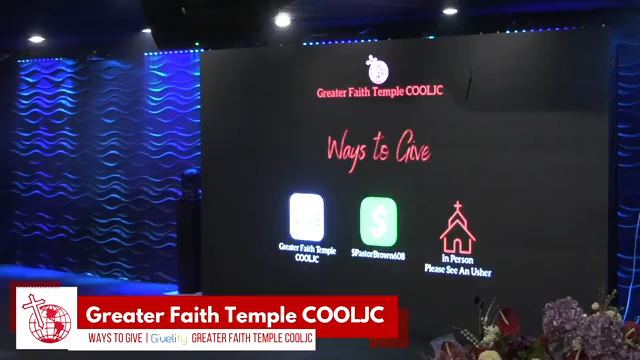 Greater Faith Temple COOLJC
Ways to Give
Greater Faith Temple
COOLJC
$
$PastorBrown608
In Person
Please See An Usher
Greater Faith Temple COOLJC
WAYS TO GIVE | Givelify GREATER FAITH TEMPLE COOLJC